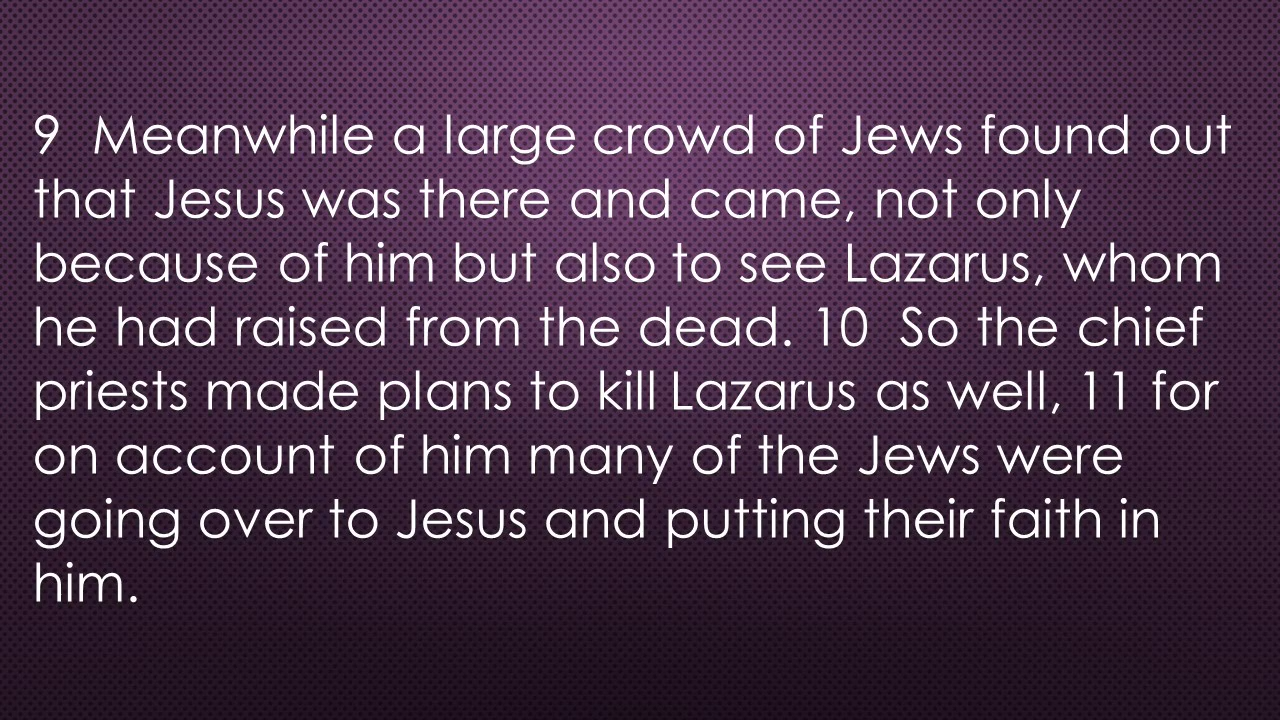 9  Meanwhile a large crowd of Jews found out
that Jesus was there and came, not only
because of him but also to see Lazarus, whom
he had raised from the dead. 10  So the chief
priests made plans to kill Lazarus as well, 11 for
on account of him many of the Jews were
going over to Jesus and putting their faith in
him.